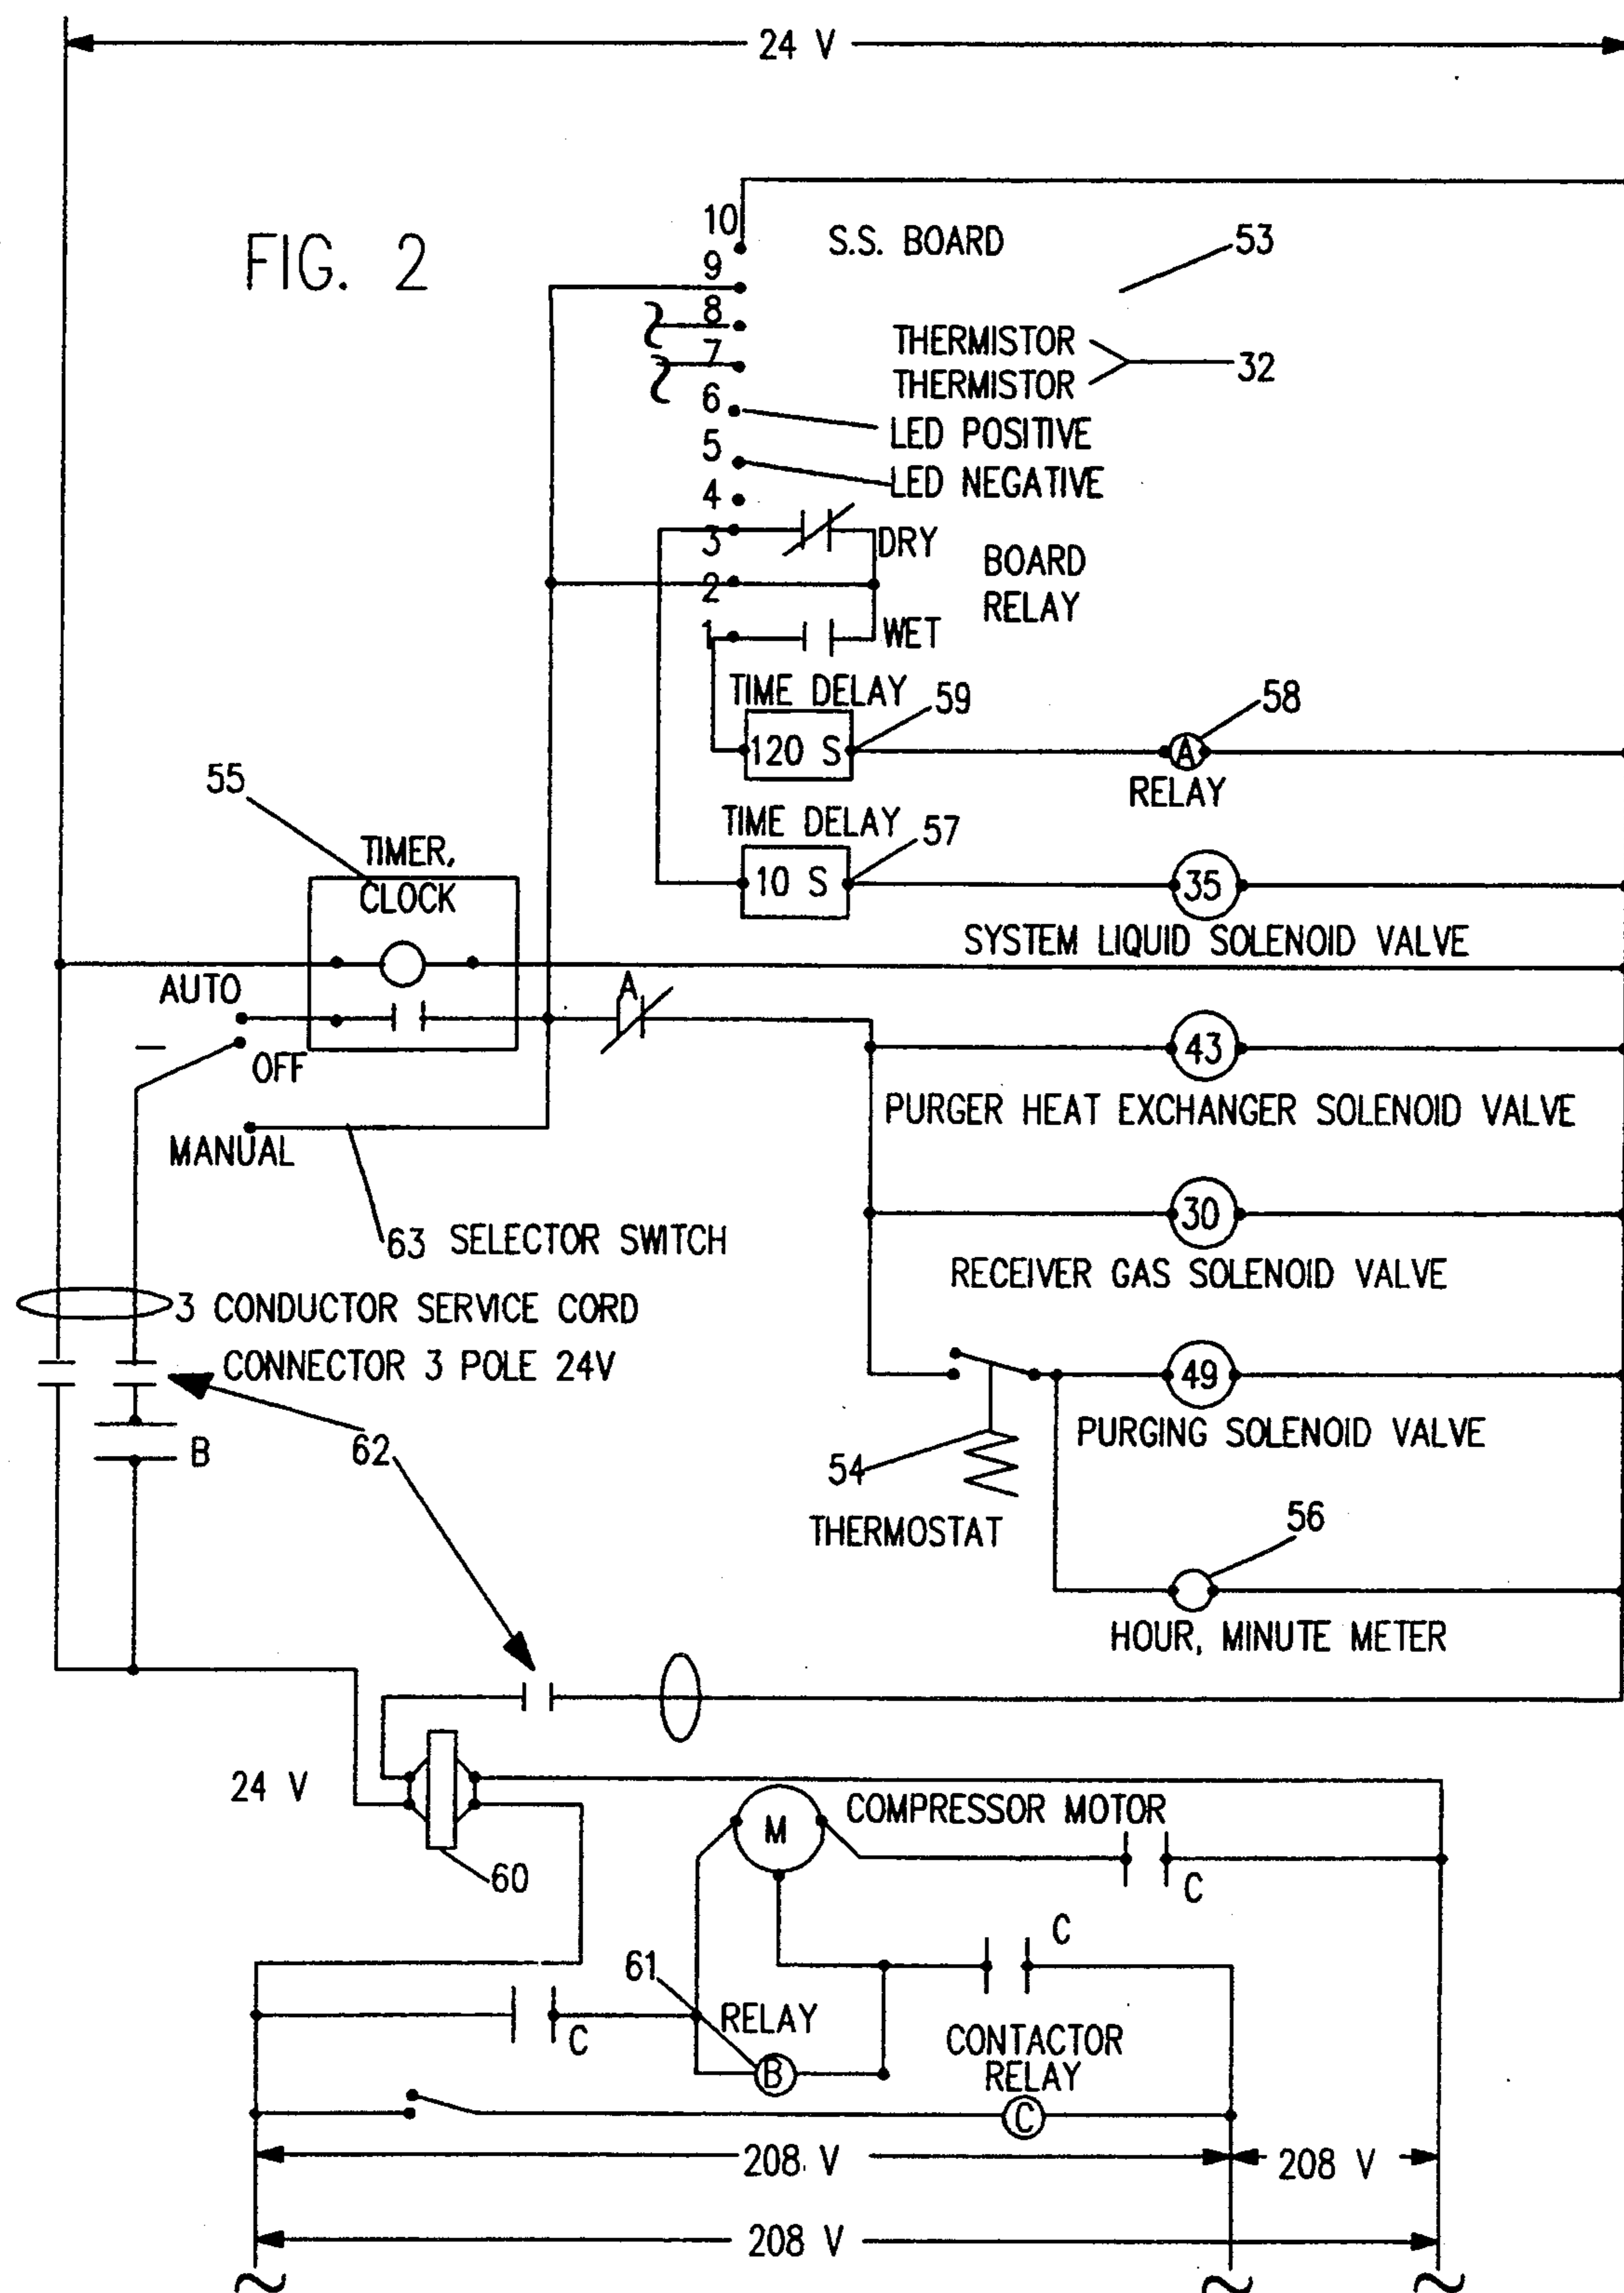 24 V
FIG. 2
10
S.S. BOARD
53
9
8
THERMISTOR
7
THERMISTOR
32
6
LED POSITIVE
5
LED NEGATIVE
4
3
DRY
BOARD
RELAY
2
1
WET
TIME DELAY
59
58
120 S
A
RELAY
55
TIME DELAY
57
TIMER,
CLOCK
10 S
35
SYSTEM LIQUID SOLENOID VALVE
AUTO
A
OFF
43
PURGER HEAT EXCHANGER SOLENOID VALVE
MANUAL
63 SELECTOR SWITCH
30
RECEIVER GAS SOLENOID VALVE
3 CONDUCTOR SERVICE CORD
CONNECTOR 3 POLE 24V
49
B
62
PURGING SOLENOID VALVE
54
THERMOSTAT
56
HOUR, MINUTE METER
24 V
M
COMPRESSOR MOTOR
60
C
C
61
RELAY
C
CONTACTOR
RELAY
B
C
208 V
208 V
208 V